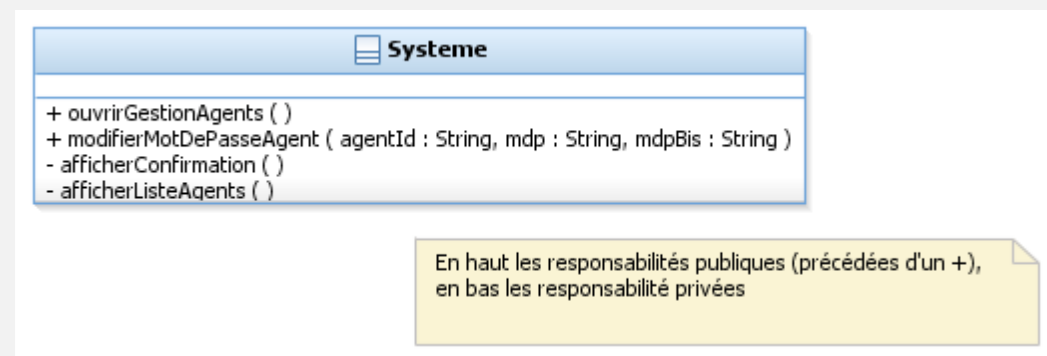 Systeme
+ ouvrirGestionAgents ( )
+ modifierMotDePasseAgent ( agentId : String, mdp : String, mdpBis : String )
- afficherConfirmation ( )
- afficherListeAgents ( )
En haut les responsabilités publiques (précédées d'un +),
en bas les responsabilité privées